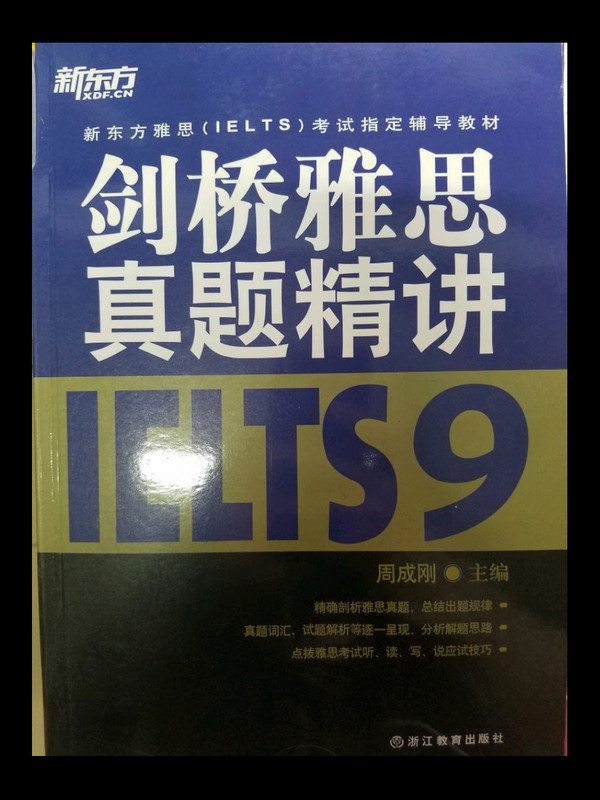 新东方
XDF.CN
新东方雅思(IELTS)考试指定辅导教材
剑桥雅思
真题精讲
IELTS 9
周成刚 主编
精确剖析雅思真题，总结出题规律
真题词汇、试题解析等逐一呈现，分析解题思路
点拨雅思考试听、读、写、说应试技巧
浙江教育出版社